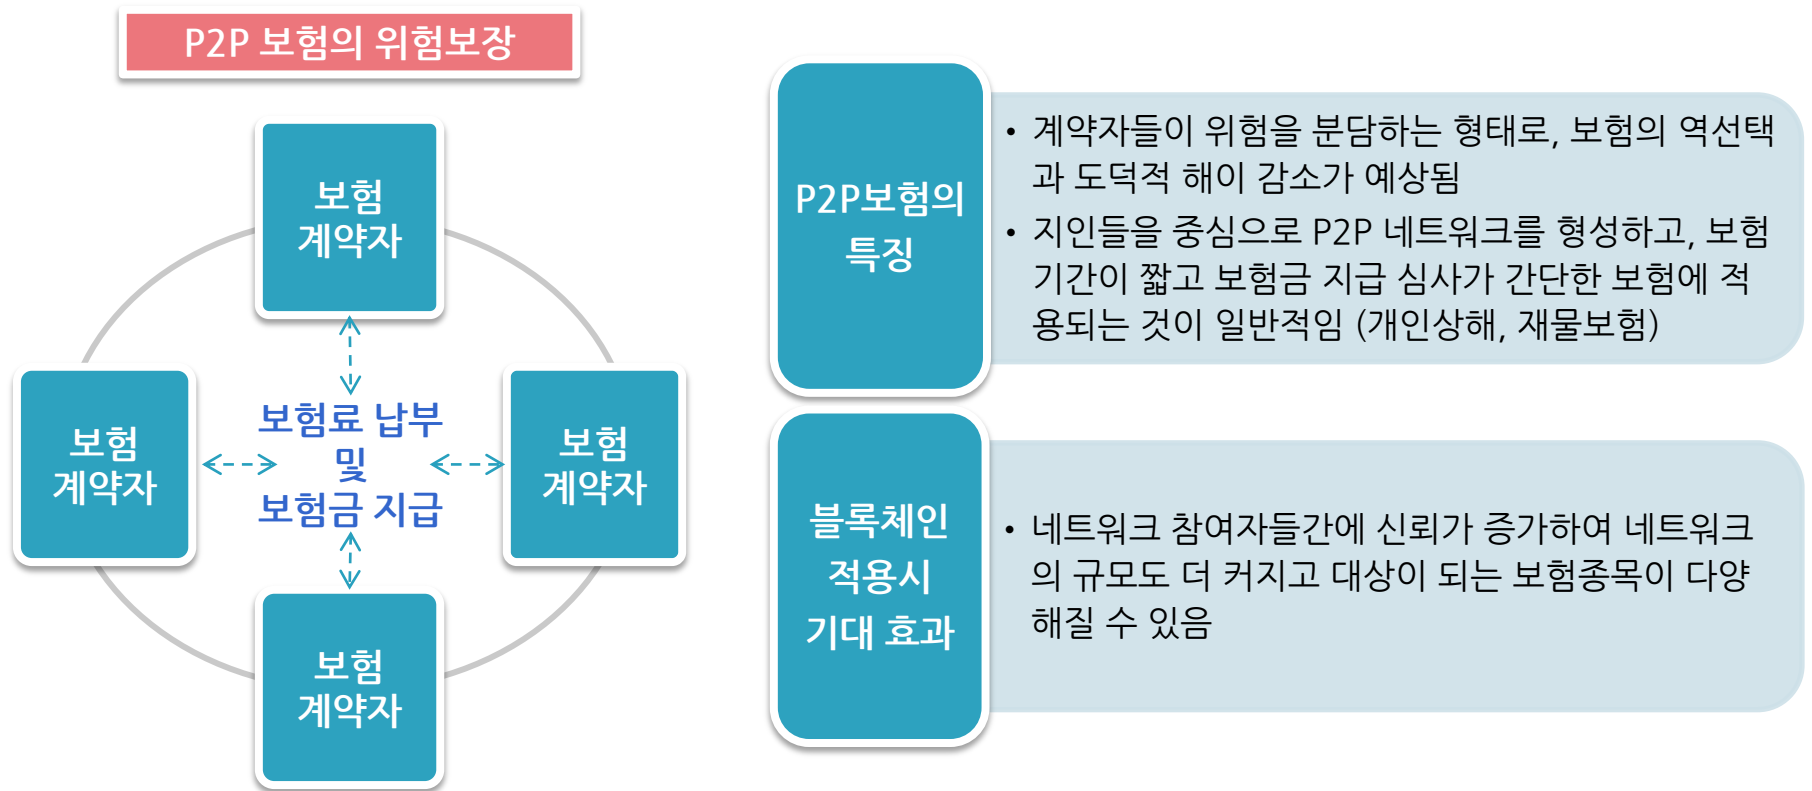 P2P 보험의 위험보장
보험
계약자
보험
계약자
보험료 납부
및
보험금 지급
보험
계약자
보험
계약자
P2P보험의
특징
• 계약자들이 위험을 분담하는 형태로, 보험의 역선택
과 도덕적 해이 감소가 예상됨
• 지인들을 중심으로 P2P 네트워크를 형성하고, 보험
기간이 짧고 보험금 지급 심사가 간단한 보험에 적
용되는 것이 일반적임 (개인상해, 재물보험)
블록체인
적용시
기대 효과
• 네트워크 참여자들간에 신뢰가 증가하여 네트워크
의 규모도 더 커지고 대상이 되는 보험종목이 다양
해질 수 있음